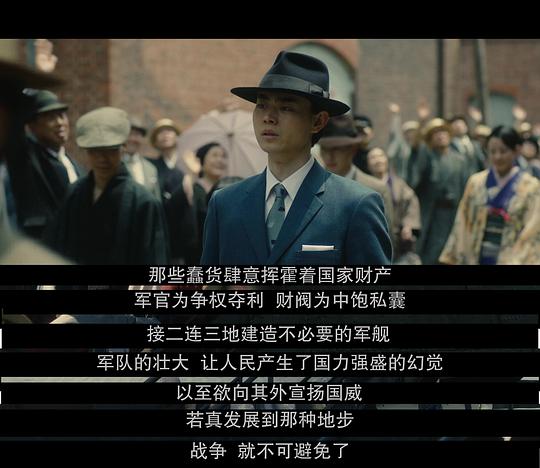 那些蠢货肆意挥霍着国家财产
军官为争权夺利 财阀为中饱私囊
接二连三地建造不必要的军舰
军队的壮大 让人民产生了国力强盛的幻觉
以至欲向其外宣扬国威
若真发展到那种地步
战争 就不可避免了